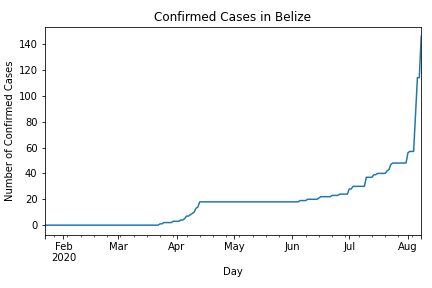 Confirmed Cases in Belize
Number of Confirmed Cases
140
120
100
80
60
40
20
0
Feb Mar Apr May Jun Jul Aug
2020
Day